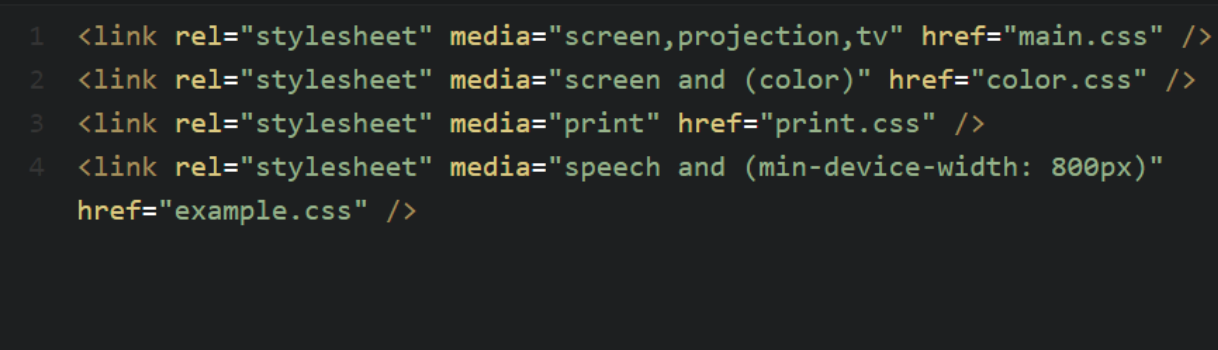 1 <link rel="stylesheet" media="screen,projection,tv" href="main.css" />
2 <link rel="stylesheet" media="screen and (color)" href="color.css" />
3 <link rel="stylesheet" media="print" href="print.css" />
4 <link rel="stylesheet" media="speech and (min-device-width: 800px)"
href="example.css" />